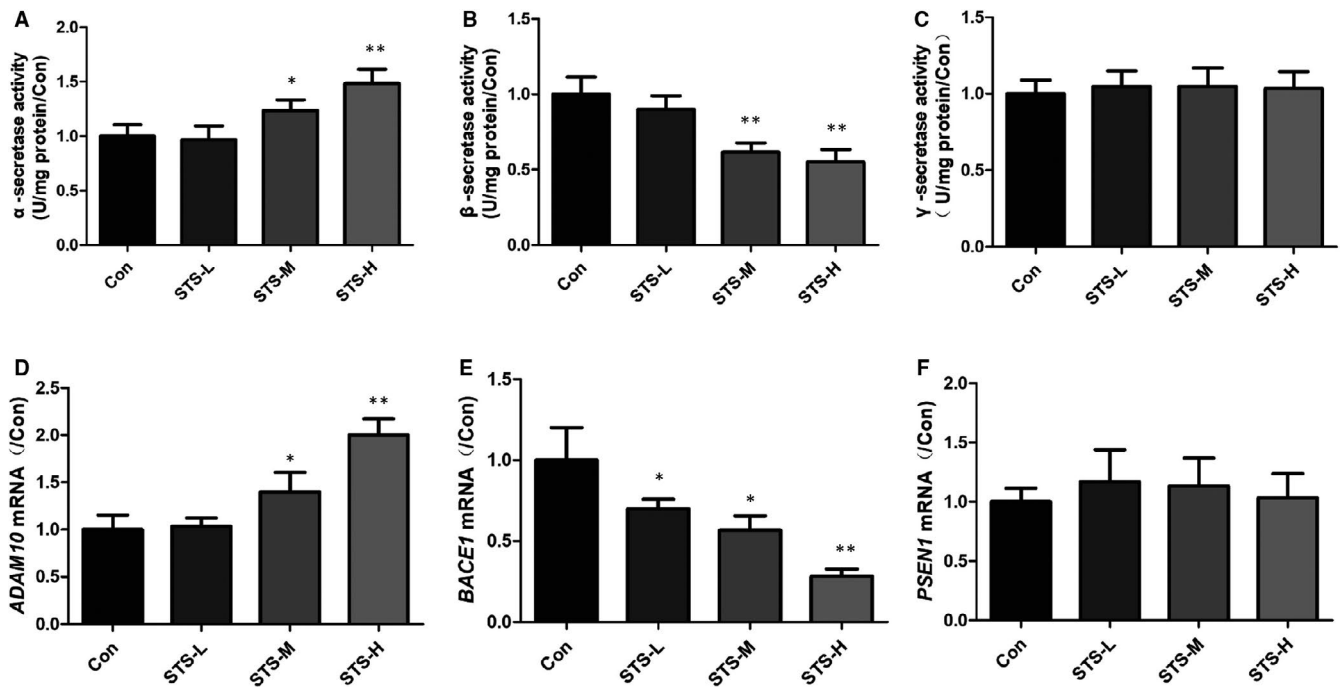 A
α -secretase activity
(U/mg protein/Con)
2.0
1.5
1.0
0.5
0.0
*
**
Con
STS-L
STS-M
STS-H
B
β -secretase activity
(U/mg protein/Con)
1.5
1.0
0.5
0.0
**
**
Con
STS-L
STS-M
STS-H
C
γ -secretase activity
( U/mg protein/Con)
1.5
1.0
0.5
0.0
Con
STS-L
STS-M
STS-H
D
ADAM10 mRNA (/Con)
2.5
2.0
1.5
1.0
0.5
0.0
*
**
Con
STS-L
STS-M
STS-H
E
BACE1 mRNA (/Con)
1.5
1.0
0.5
0.0
*
*
**
Con
STS-L
STS-M
STS-H
F
PSEN1 mRNA (/Con)
2.0
1.5
1.0
0.5
0.0
Con
STS-L
STS-M
STS-H